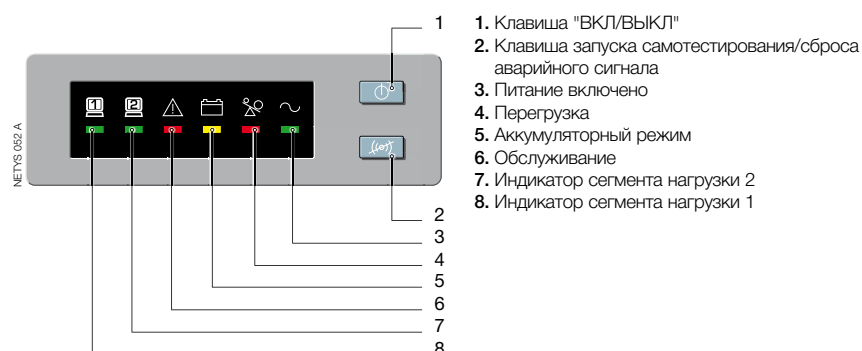 1
1. Клавиша "ВКЛ/ВЫКЛ"
2. Клавиша запуска самотестирования/сброса
аварийного сигнала
3. Питание включено
4. Перегрузка
5. Аккумуляторный режим
6. Обслуживание
7. Индикатор сегмента нагрузки 2
8. Индикатор сегмента нагрузки 1
1 2
NETYS 052 A
2
3
4
5
6
7
8